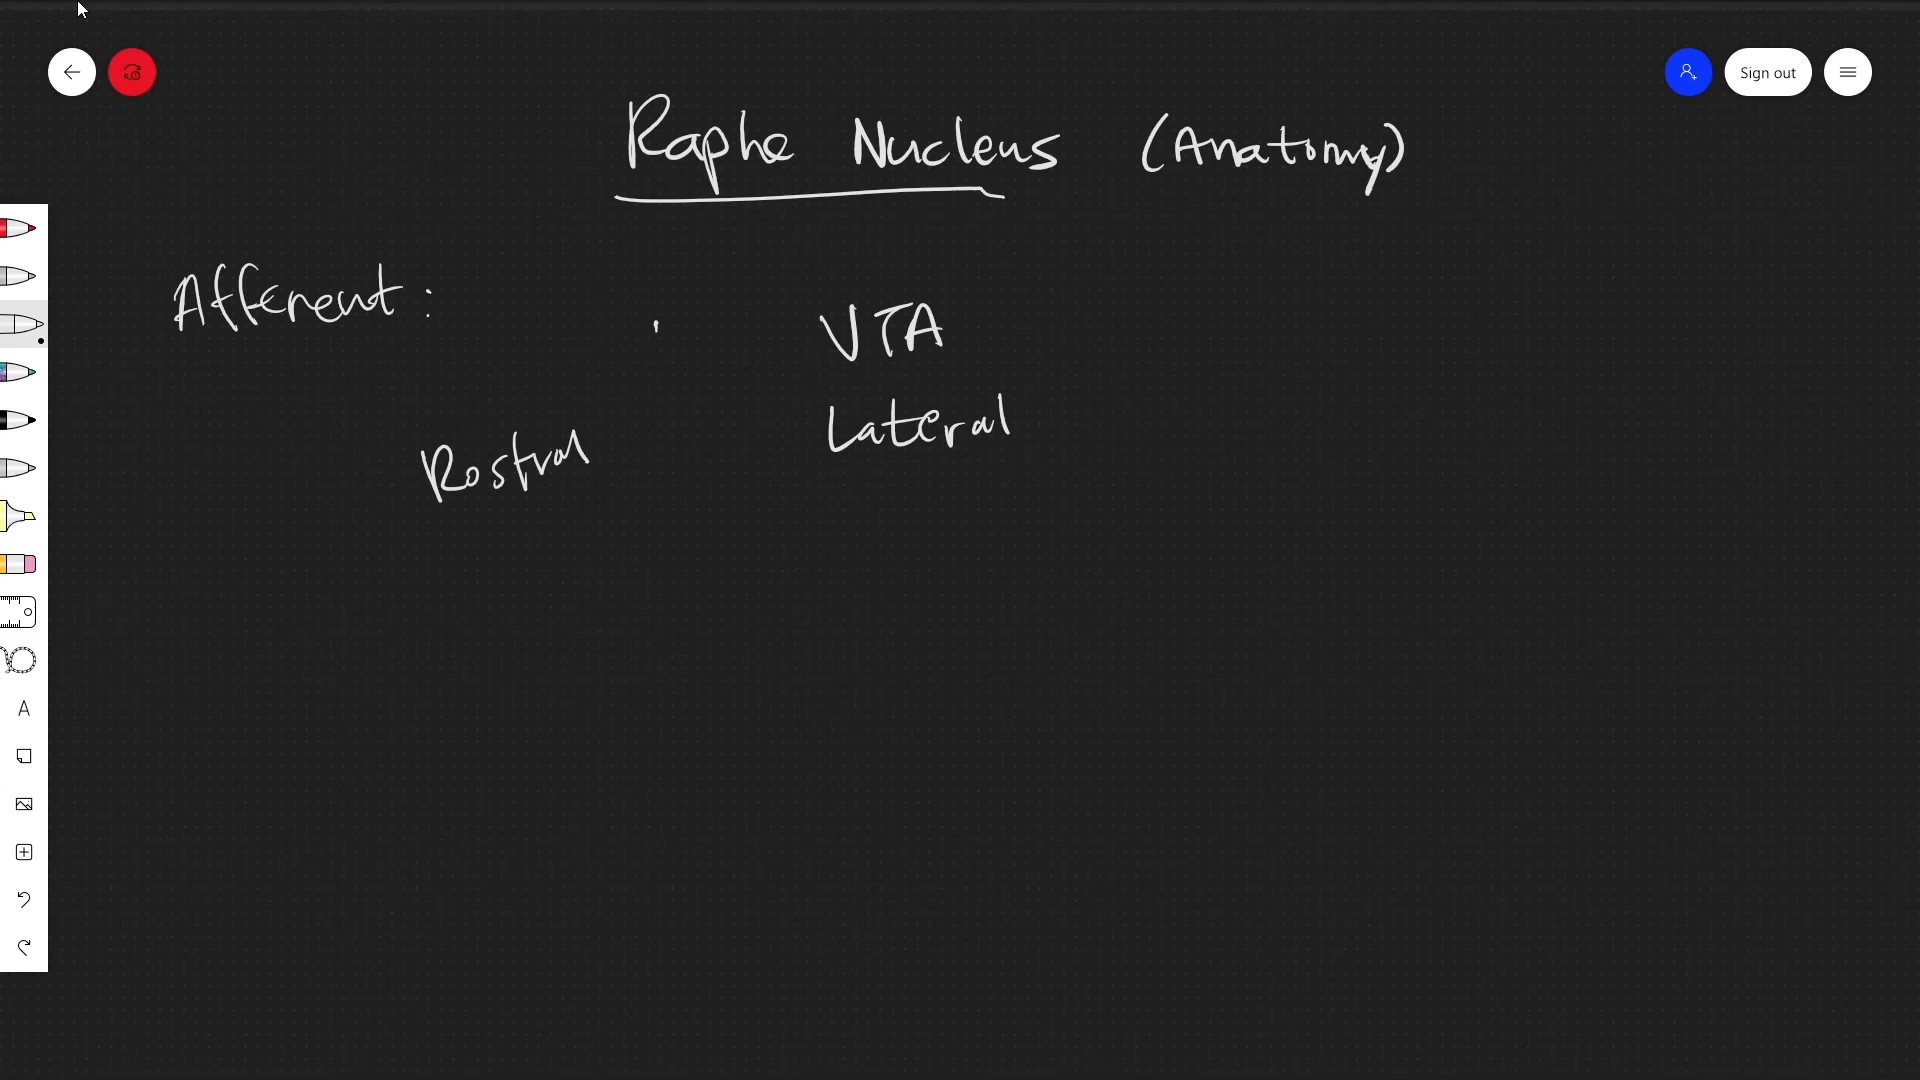 Sign out
Raphe Nucleus (Anatomy)
Afferent :
VTA
Lateral
Rostral